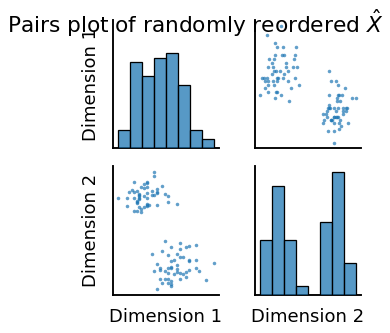 Pairs plot of randomly reordered X̂
Dimension 1
Dimension 2
Dimension 1
Dimension 2